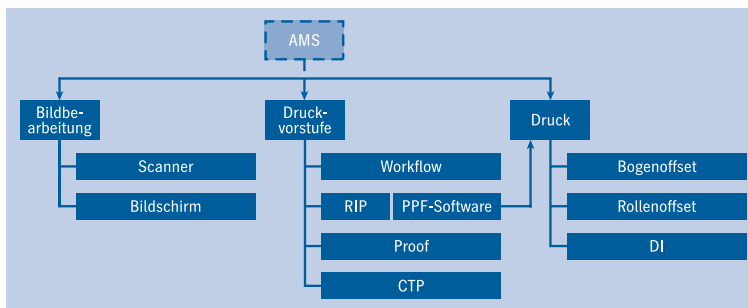 AMS
Bildbe-
arbeitung
Druck-
vorstufe
Druck
Scanner
Workflow
Bogenoffset
Bildschirm
RIP
PPF-Software
Rollenoffset
Proof
DI
CTP